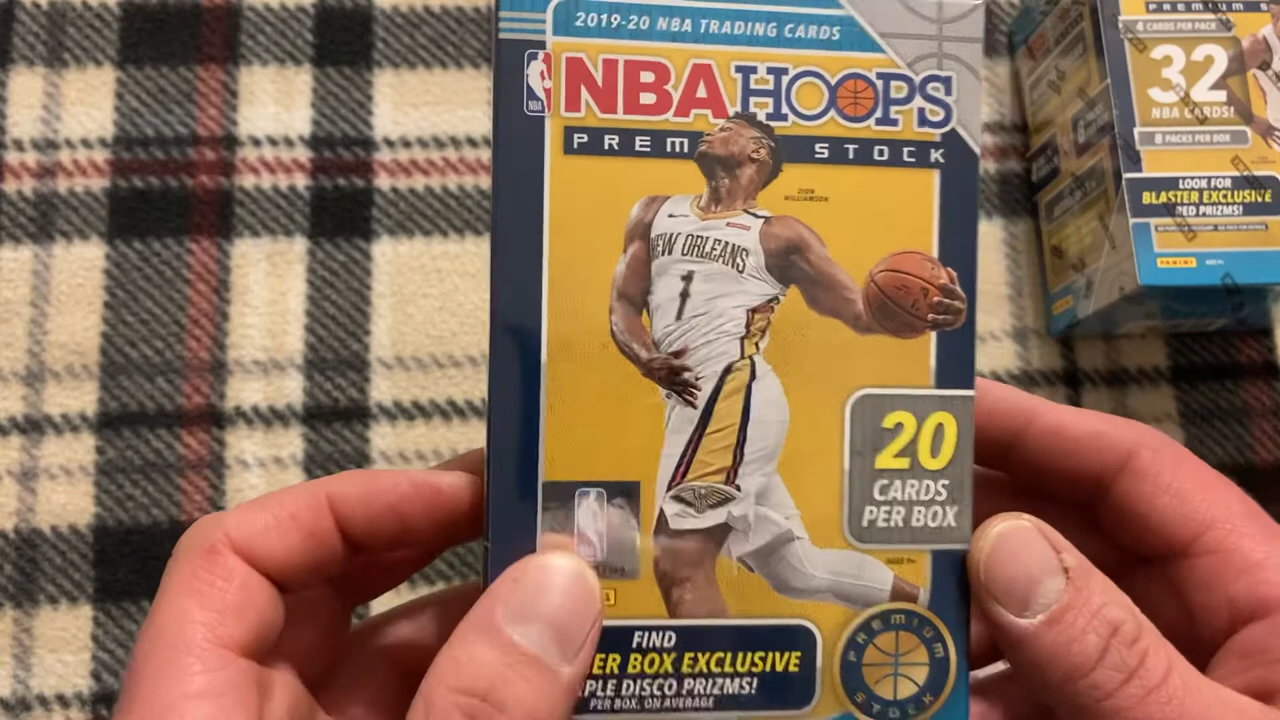 2019-20 NBA TRADING CARDS
NBA HOOPS
NBA
PREM STOCK
ZION
WILLIAMSON
NEW ORLEANS
1
20
CARDS
PER BOX
FIND
ER BOX EXCLUSIVE
PLE DISCO PRIZMS!
PER BOX, ON AVERAGE
PREMIUM
STOCK
PREMIUM S
4 CARDS PER PACK
32
NBA CARDS!
8 PACKS PER BOX
LOOK FOR
BLASTER EXCLUSIVE
RED PRIZMS!
PANINI